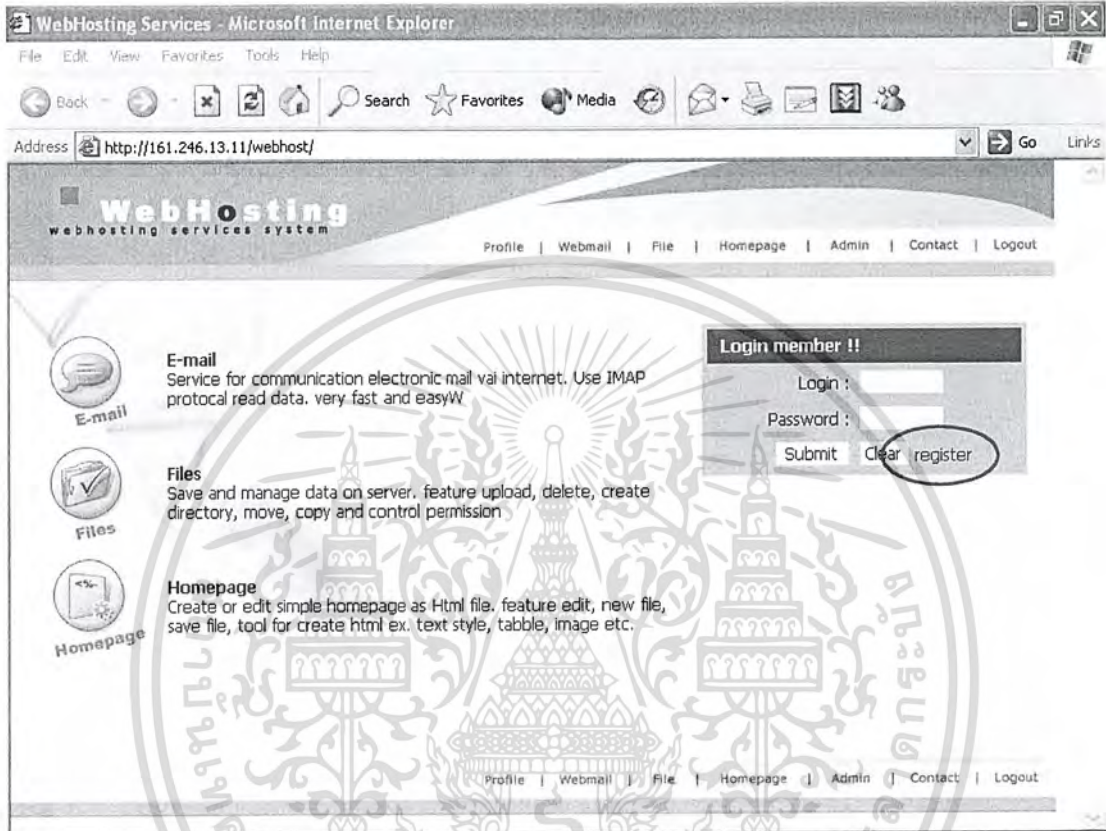 WebHosting Services - Microsoft Internet Explorer
File Edit View Favorites Tools Help
Back Search Favorites Media
Address http://161.246.13.11/webhost/ Go Links
WebHosting
webhosting services system
Profile | Webmail | File | Homepage | Admin | Contact | Logout
E-mail
Service for communication electronic mail vai internet. Use IMAP
protocal read data. very fast and easyW
E-mail
Files
Save and manage data on server. feature upload, delete, create
directory, move, copy and control permission
Files
Homepage
Create or edit simple homepage as Html file. feature edit, new file,
save file, tool for create html ex. text style, tabble, image etc.
Homepage
<%-
Login member !!
Login :
Password :
Submit Clear register
Profile | Webmail | File | Homepage | Admin | Contact | Logout